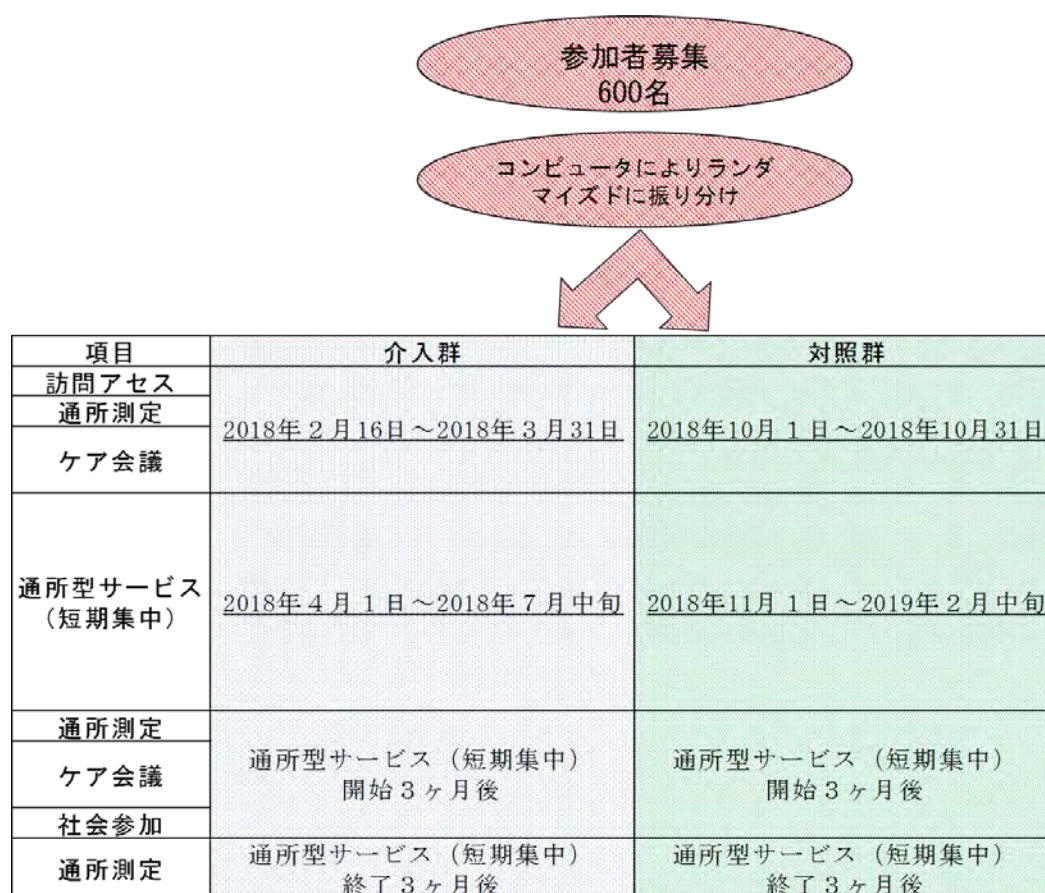 参加者募集
600名
コンピュータによりランダ
マイズドに振り分け
項目 介入群 対照群
訪問アセス
通所測定
ケア会議
2018年2月16日～2018年3月31日 2018年10月1日～2018年10月31日
通所型サービス
（短期集中）
2018年4月1日～2018年7月中旬 2018年11月1日～2019年2月中旬
通所測定
ケア会議
社会参加
通所型サービス（短期集中）
開始3ヶ月後
通所型サービス（短期集中）
開始3ヶ月後
通所測定
通所型サービス（短期集中）
終了3ヶ月後
通所型サービス（短期集中）
終了3ヶ月後